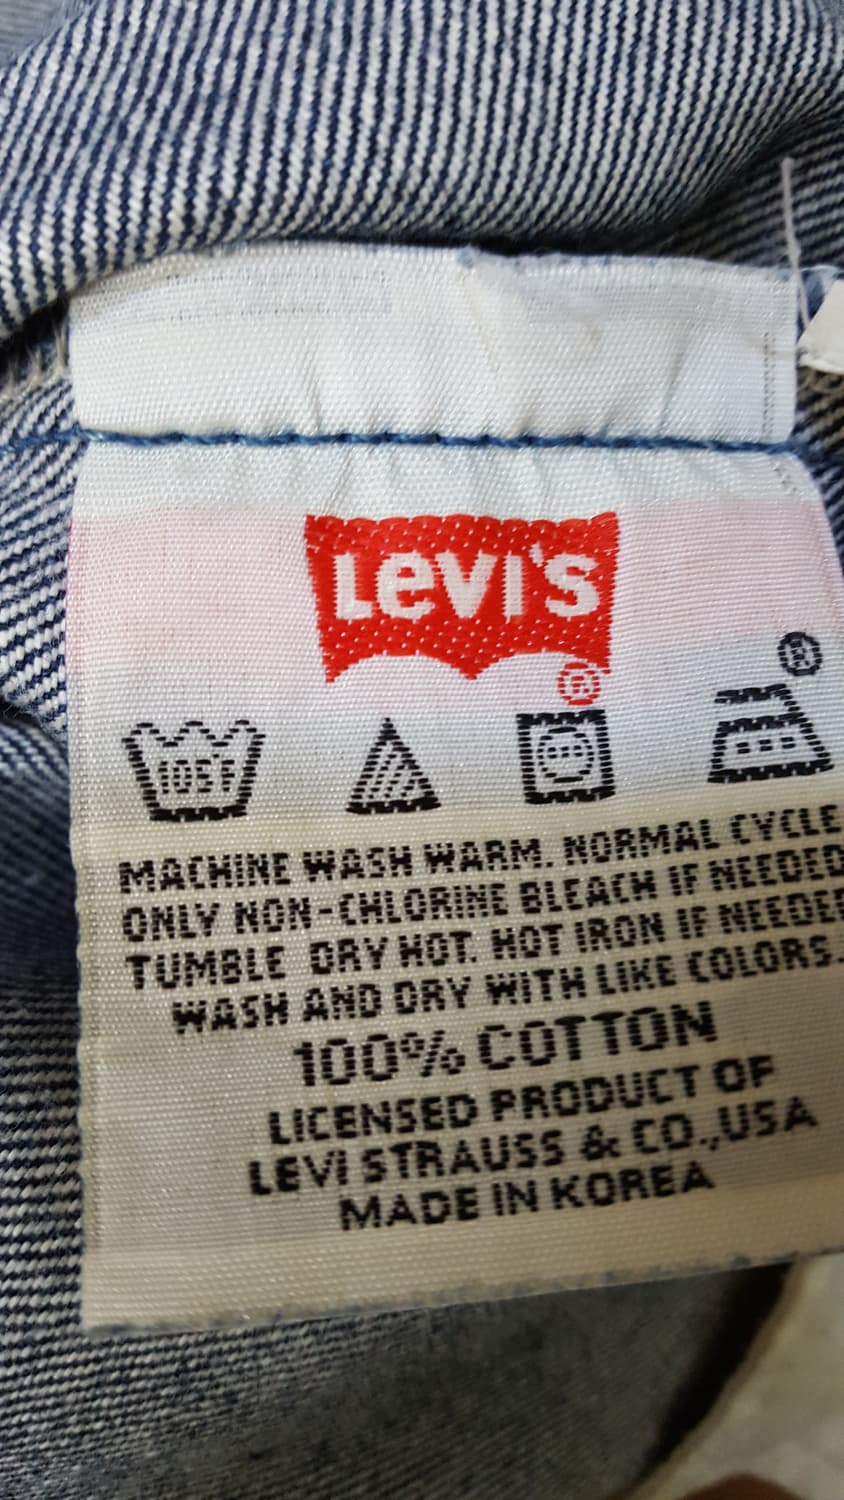 LEVI'S
®
®
105°F
MACHINE WASH WARM. NORMAL CYCLE
ONLY NON-CHLORINE BLEACH IF NEEDED
TUMBLE DRY HOT. HOT IRON IF NEEDED
WASH AND DRY WITH LIKE COLORS.
100% COTTON
LICENSED PRODUCT OF
LEVI STRAUSS & CO., USA
MADE IN KOREA